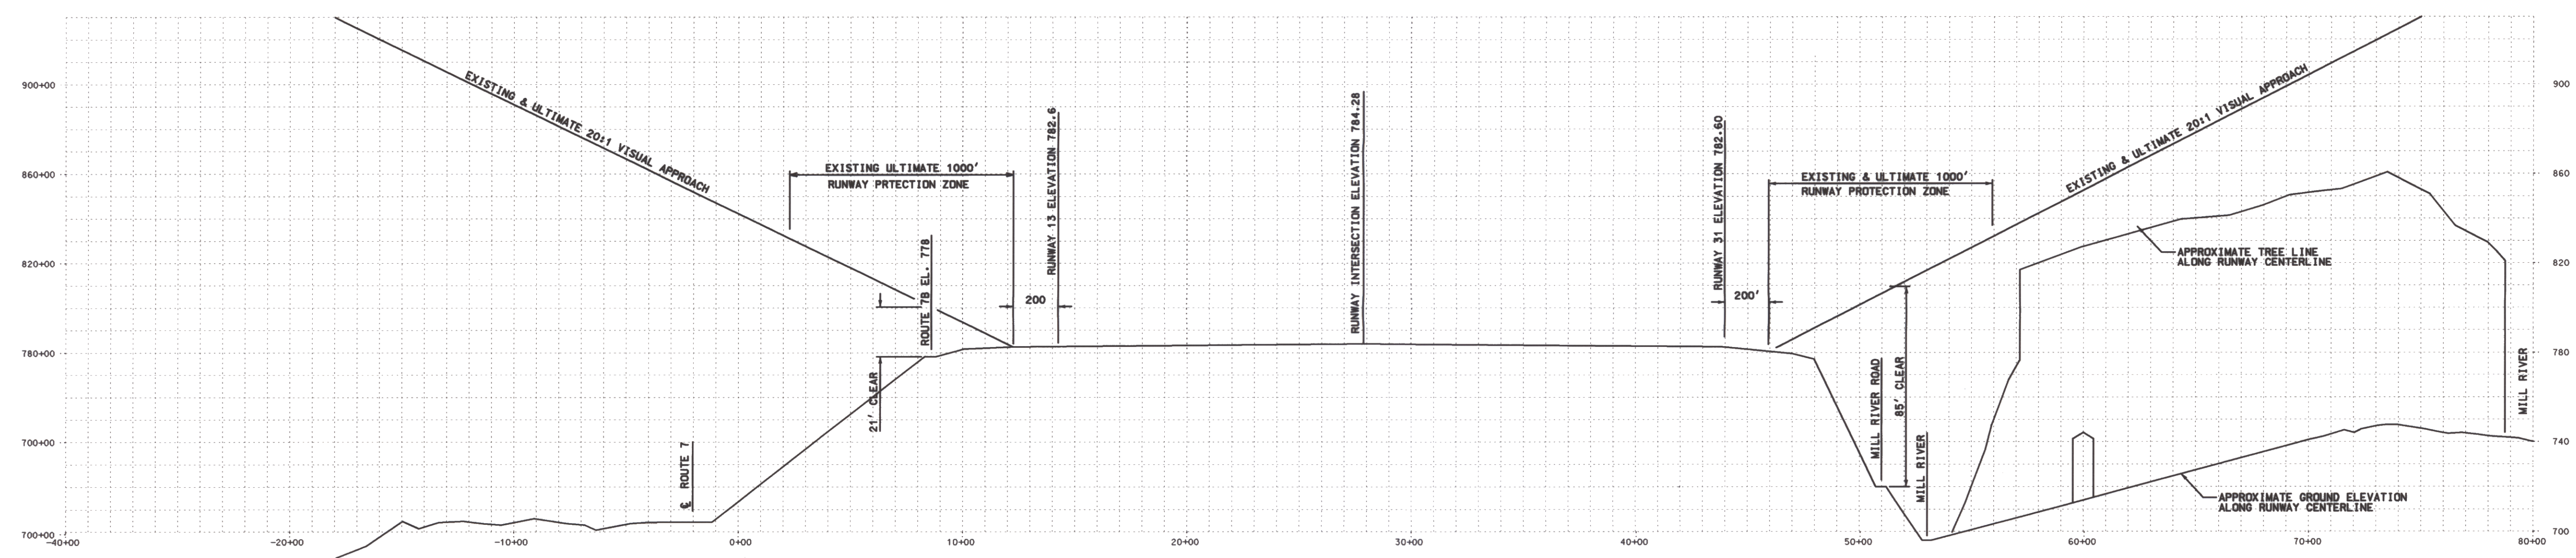 900+00
860+00
820+00
780+00
700+00
700+00
-40+00
-20+00
-10+00
0+00
10+00
20+00
30+00
40+00
50+00
60+00
70+00
80+00
900
860
820
780
740
700
EXISTING & ULTIMATE 20:1 VISUAL APPROACH
EXISTING ULTIMATE 1000'
RUNWAY PRTECTION ZONE
RUNWAY 13 ELEVATION 782.6
200
ROUTE 7B EL. 778
21' CLEAR
℄ ROUTE 7
RUNWAY INTERSECTION ELEVATION 784.28
RUNWAY 31 ELEVATION 782.60
200'
EXISTING & ULTIMATE 1000'
RUNWAY PROTECTION ZONE
EXISTING & ULTIMATE 20:1 VISUAL APPROACH
MILL RIVER ROAD
85' CLEAR
MILL RIVER
APPROXIMATE TREE LINE
ALONG RUNWAY CENTERLINE
APPROXIMATE GROUND ELEVATION
ALONG RUNWAY CENTERLINE
MILL RIVER